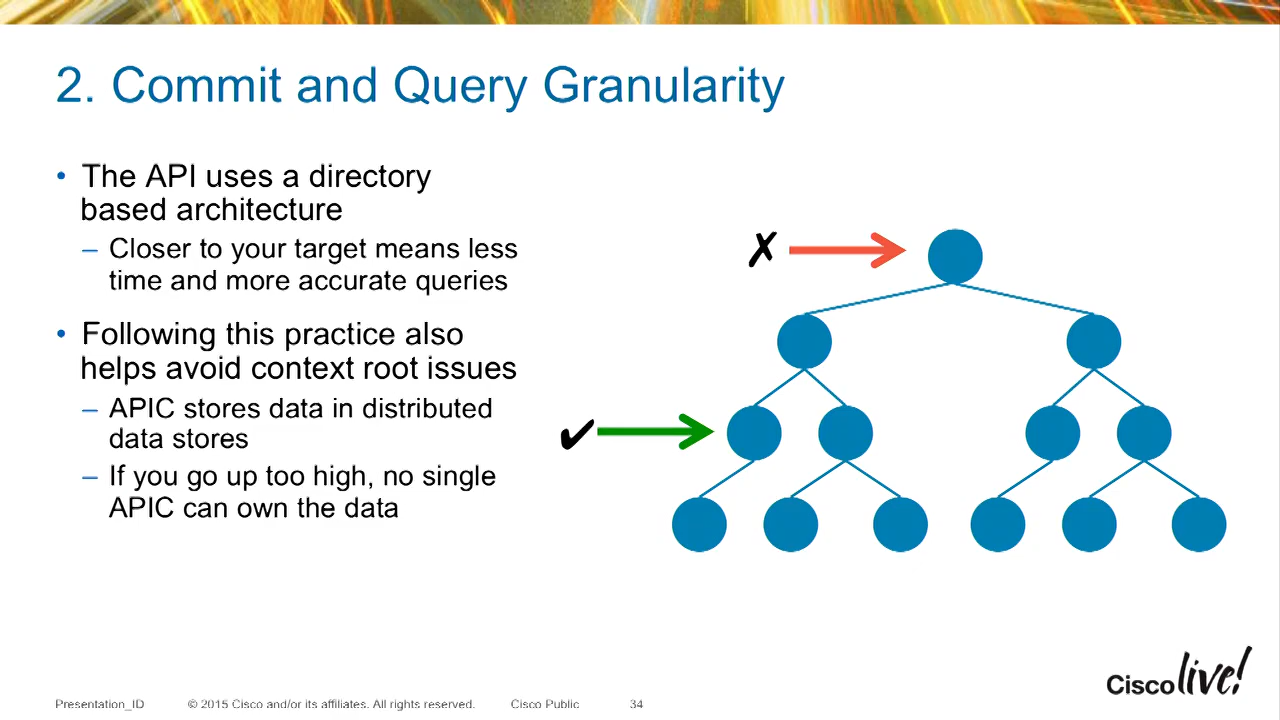 2. Commit and Query Granularity
• The API uses a directory
based architecture
– Closer to your target means less
time and more accurate queries
• Following this practice also
helps avoid context root issues
– APIC stores data in distributed
data stores
– If you go up too high, no single
APIC can own the data
✗
✔
Cisco live!
Presentation_ID © 2015 Cisco and/or its affiliates. All rights reserved. Cisco Public 34